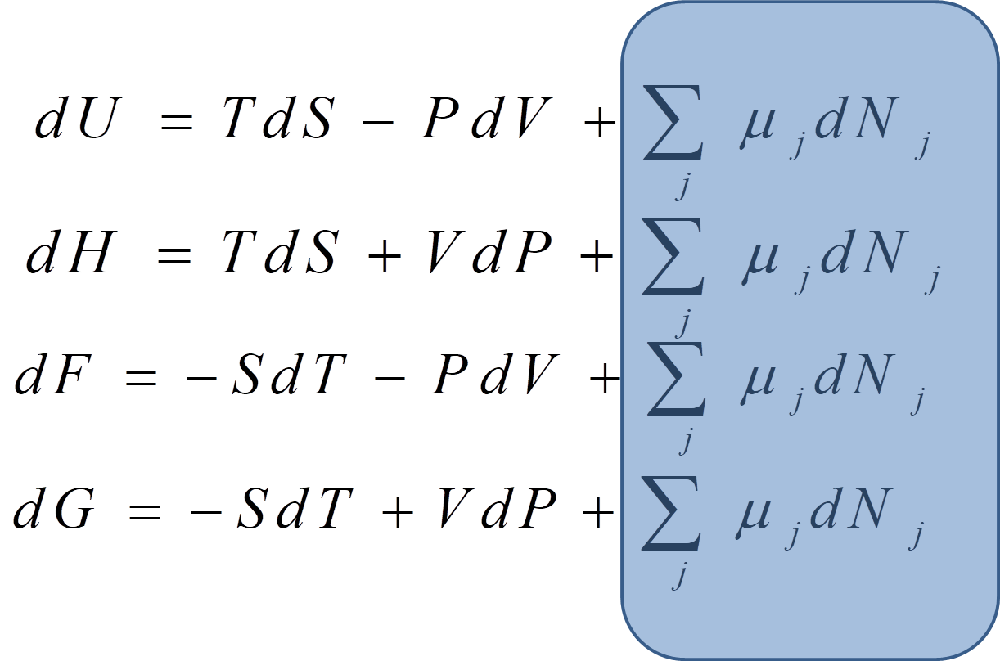 dU = TdS − PdV + ∑_j μ_j dN_j
dH = TdS + VdP + ∑_j μ_j dN_j
dF = −SdT − PdV + ∑_j μ_j dN_j
dG = −SdT + VdP + ∑_j μ_j dN_j